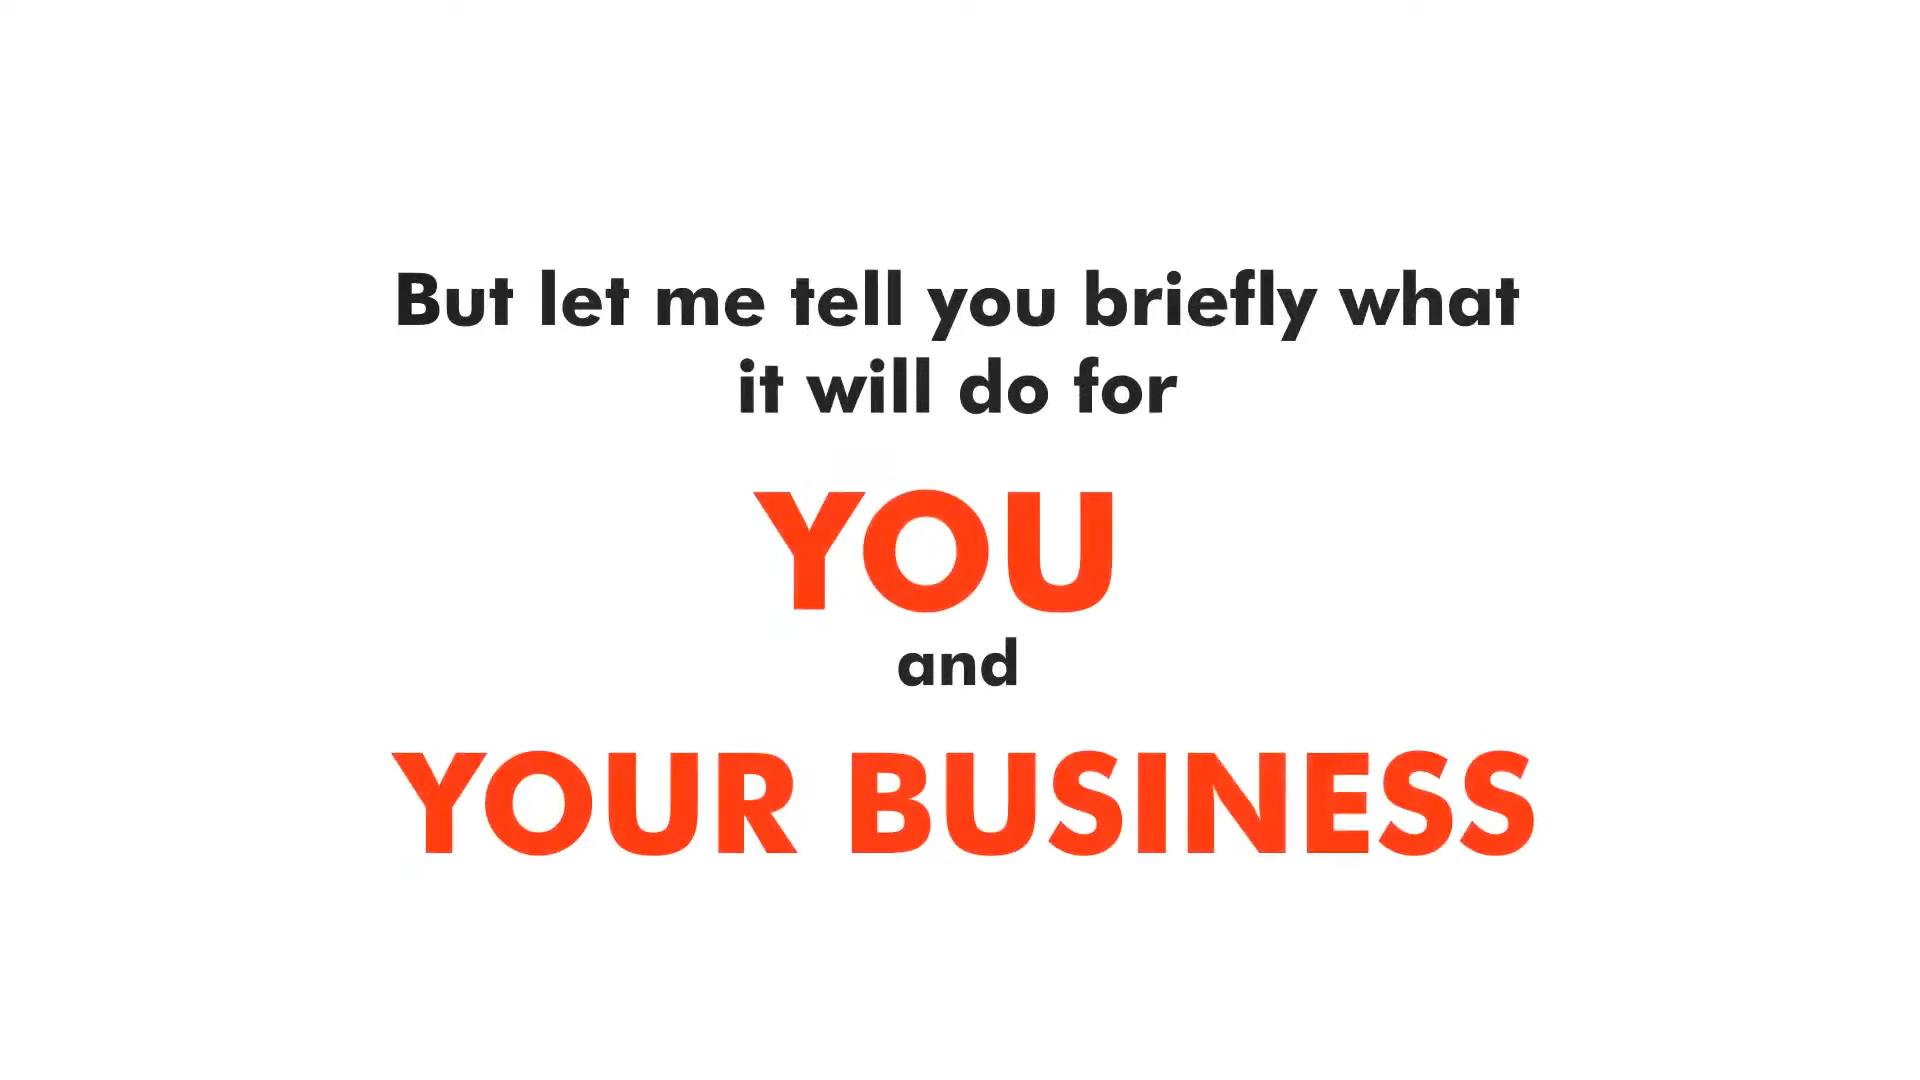 But let me tell you briefly what
it will do for
YOU
and
YOUR BUSINESS